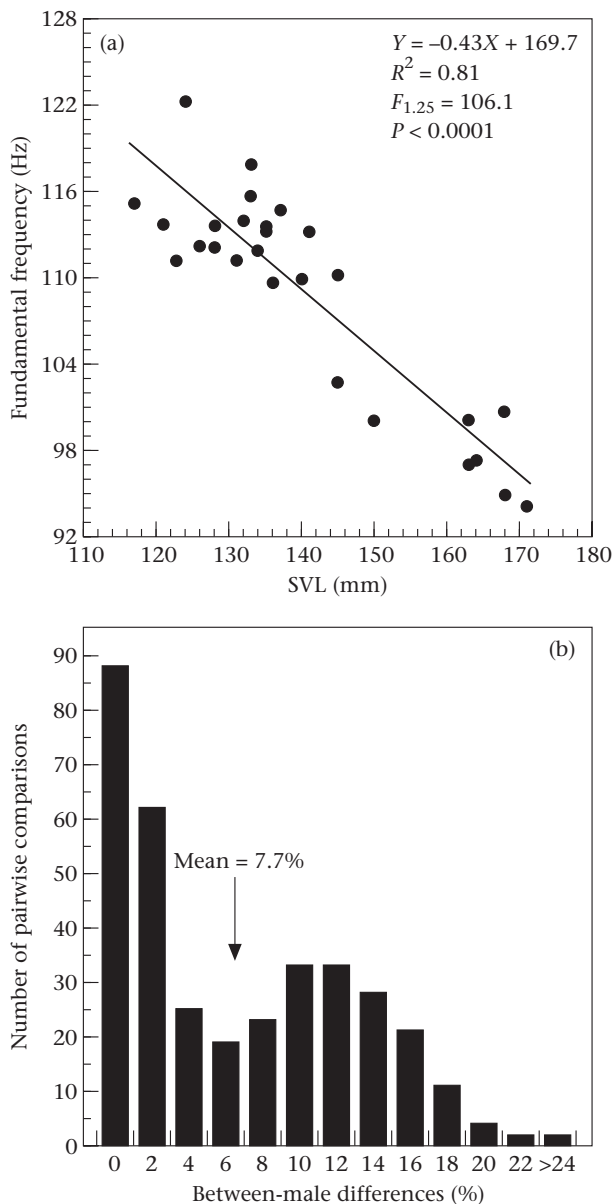 (a)
Y = –0.43X + 169.7
R² = 0.81
F₁.₂₅ = 106.1
P < 0.0001
Fundamental frequency (Hz)
128
122
116
110
104
98
92
110 120 130 140 150 160 170 180
SVL (mm)
(b)
Number of pairwise comparisons
90
80
70
60
50
40
30
20
10
0
Mean = 7.7%
0 2 4 6 8 10 12 14 16 18 20 22 >24
Between-male differences (%)